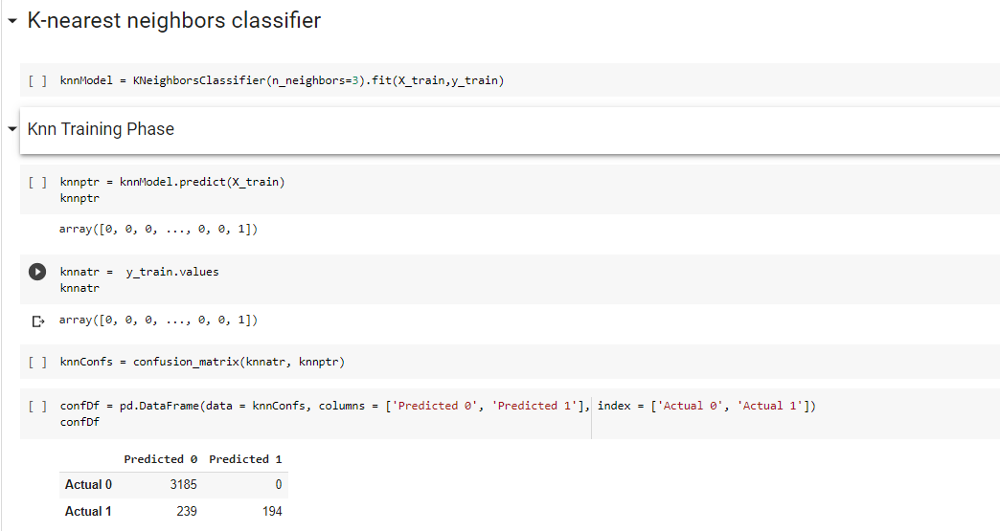 K-nearest neighbors classifier
[ ] knnModel = KNeighborsClassifier(n_neighbors=3).fit(X_train,y_train)
Knn Training Phase
[ ] knnptr = knnModel.predict(X_train)
knnptr
array([0, 0, 0, ..., 0, 0, 1])
knnatr =  y_train.values
knnatr
array([0, 0, 0, ..., 0, 0, 1])
[ ] knnConfs = confusion_matrix(knnatr, knnptr)
[ ] confDf = pd.DataFrame(data = knnConfs, columns = ['Predicted 0', 'Predicted 1'], index = ['Actual 0', 'Actual 1'])
confDf
Predicted 0 Predicted 1
Actual 0 3185 0
Actual 1 239 194